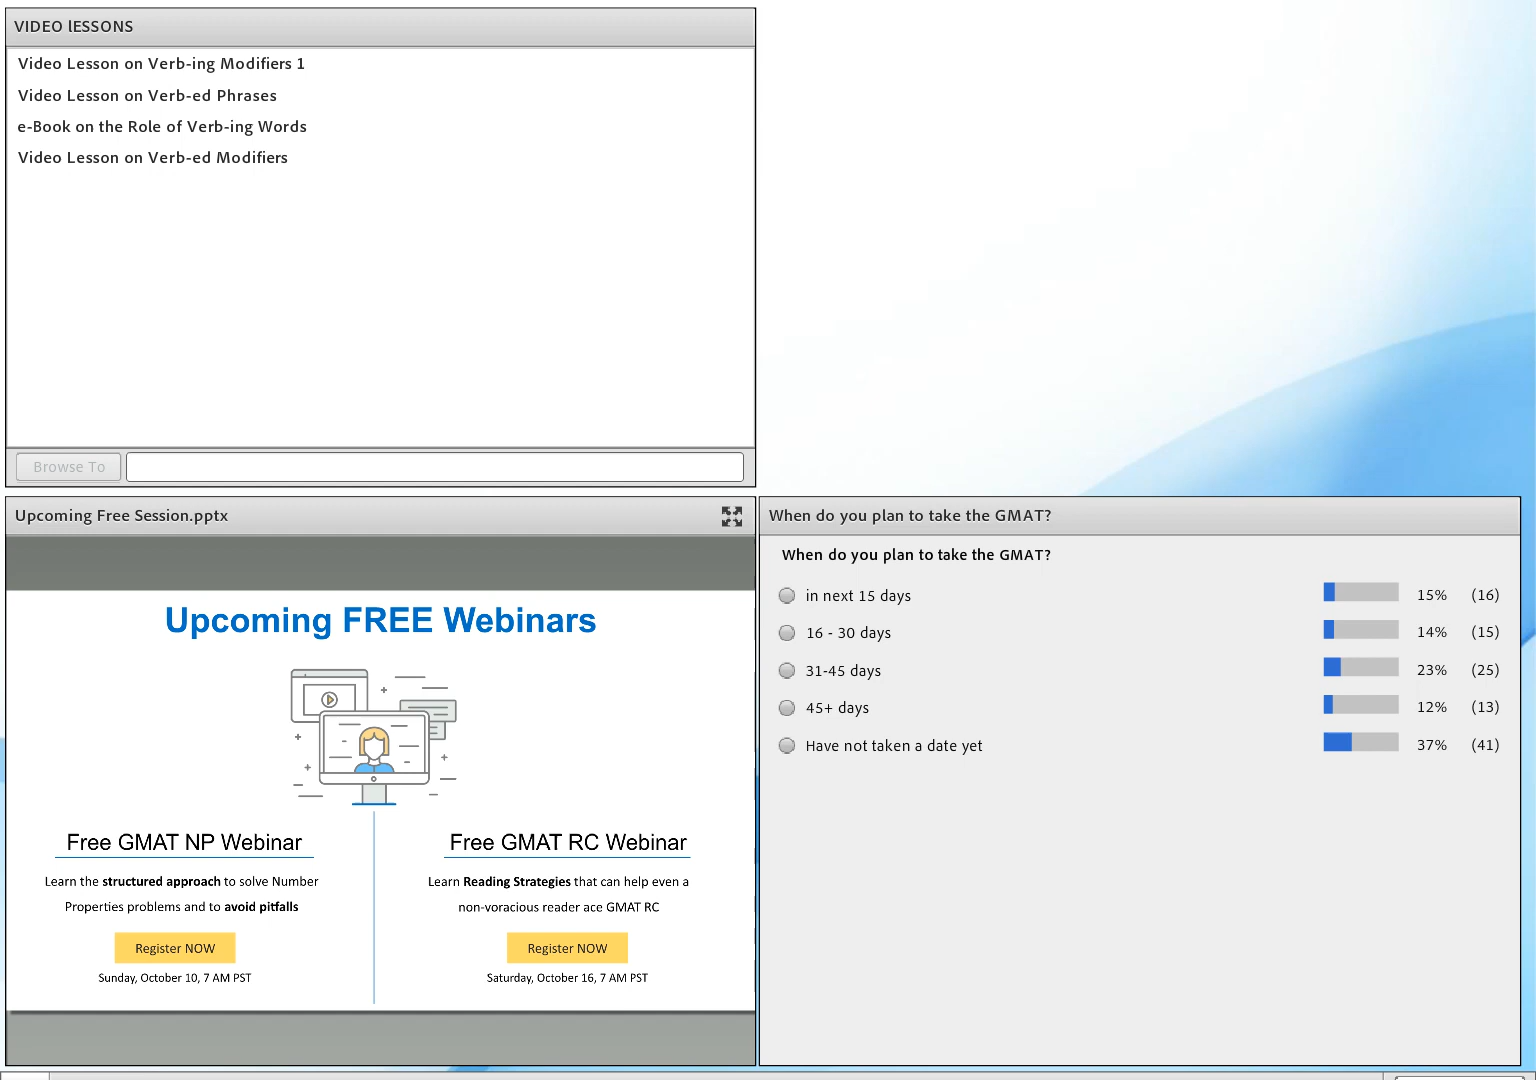 VIDEO lESSONS
Video Lesson on Verb-ing Modifiers 1
Video Lesson on Verb-ed Phrases
e-Book on the Role of Verb-ing Words
Video Lesson on Verb-ed Modifiers
Browse To
Upcoming Free Session.pptx
Upcoming FREE Webinars
Free GMAT NP Webinar
Learn the structured approach to solve Number
Properties problems and to avoid pitfalls
Register NOW
Sunday, October 10, 7 AM PST
Free GMAT RC Webinar
Learn Reading Strategies that can help even a
non-voracious reader ace GMAT RC
Register NOW
Saturday, October 16, 7 AM PST
When do you plan to take the GMAT?
When do you plan to take the GMAT?
in next 15 days 15% (16)
16 - 30 days 14% (15)
31-45 days 23% (25)
45+ days 12% (13)
Have not taken a date yet 37% (41)